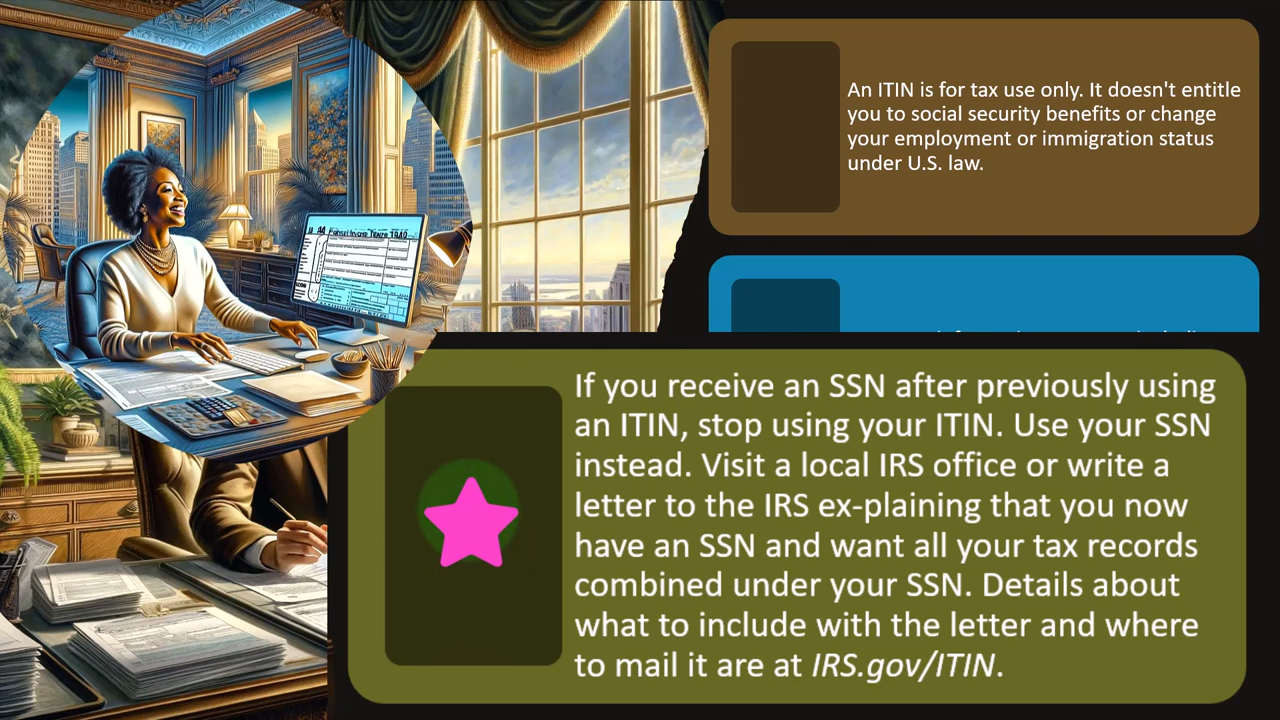 An ITIN is for tax use only. It doesn't entitle
you to social security benefits or change
your employment or immigration status
under U.S. law.
If you receive an SSN after previously using
an ITIN, stop using your ITIN. Use your SSN
instead. Visit a local IRS office or write a
letter to the IRS ex-plaining that you now
have an SSN and want all your tax records
combined under your SSN. Details about
what to include with the letter and where
to mail it are at IRS.gov/ITIN.